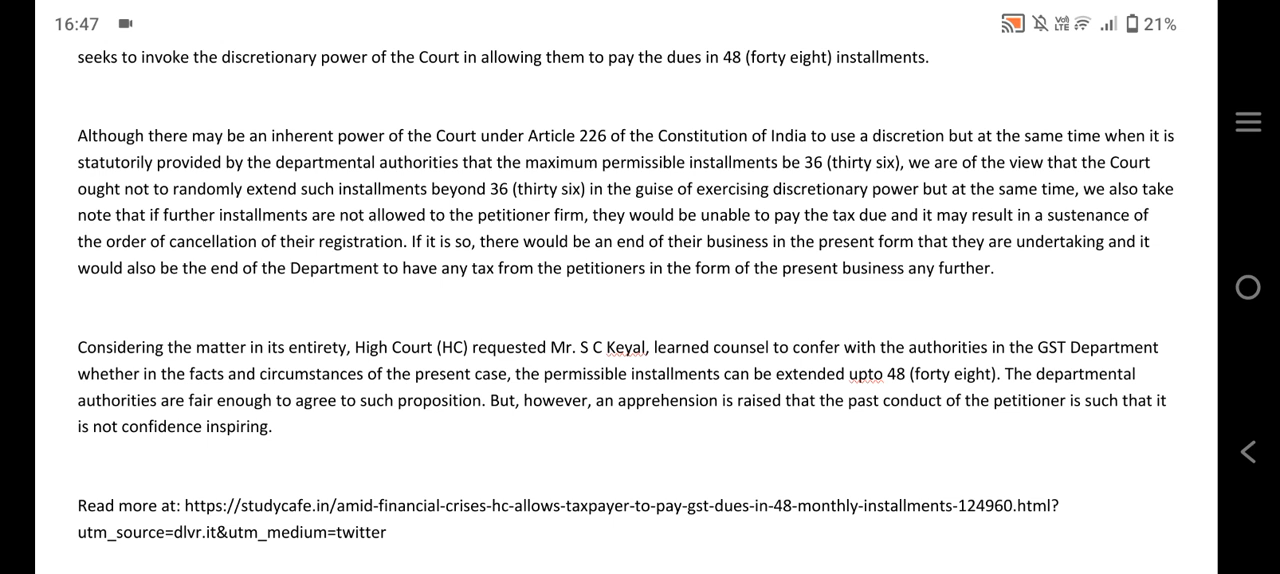 16:47
Vo)
LTE
21%
seeks to invoke the discretionary power of the Court in allowing them to pay the dues in 48 (forty eight) installments.
Although there may be an inherent power of the Court under Article 226 of the Constitution of India to use a discretion but at the same time when it is
statutorily provided by the departmental authorities that the maximum permissible installments be 36 (thirty six), we are of the view that the Court
ought not to randomly extend such installments beyond 36 (thirty six) in the guise of exercising discretionary power but at the same time, we also take
note that if further installments are not allowed to the petitioner firm, they would be unable to pay the tax due and it may result in a sustenance of
the order of cancellation of their registration. If it is so, there would be an end of their business in the present form that they are undertaking and it
would also be the end of the Department to have any tax from the petitioners in the form of the present business any further.
Considering the matter in its entirety, High Court (HC) requested Mr. S C Keyal, learned counsel to confer with the authorities in the GST Department
whether in the facts and circumstances of the present case, the permissible installments can be extended upto 48 (forty eight). The departmental
authorities are fair enough to agree to such proposition. But, however, an apprehension is raised that the past conduct of the petitioner is such that it
is not confidence inspiring.
Read more at: https://studycafe.in/amid-financial-crises-hc-allows-taxpayer-to-pay-gst-dues-in-48-monthly-installments-124960.html?
utm_source=dlvr.it&utm_medium=twitter